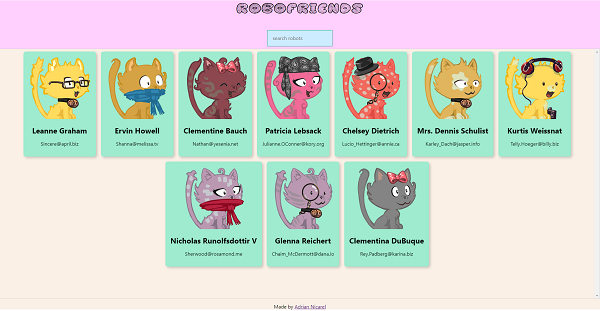 ROBOFRIENDS
search robots
Leanne Graham
Sincere@april.biz
Ervin Howell
Shanna@melissa.tv
Clementine Bauch
Nathan@yesenia.net
Patricia Lebsack
Julianne.OConner@kory.org
Chelsey Dietrich
Lucio_Hettinger@annie.ca
Mrs. Dennis Schulist
Karley_Dach@jasper.info
Kurtis Weissnat
Telly.Hoeger@billy.biz
Nicholas Runolfsdottir V
Sherwood@rosamond.me
Glenna Reichert
Chaim_McDermott@dana.io
Clementina DuBuque
Rey.Padberg@karina.biz
Made by Adrian Nicarel